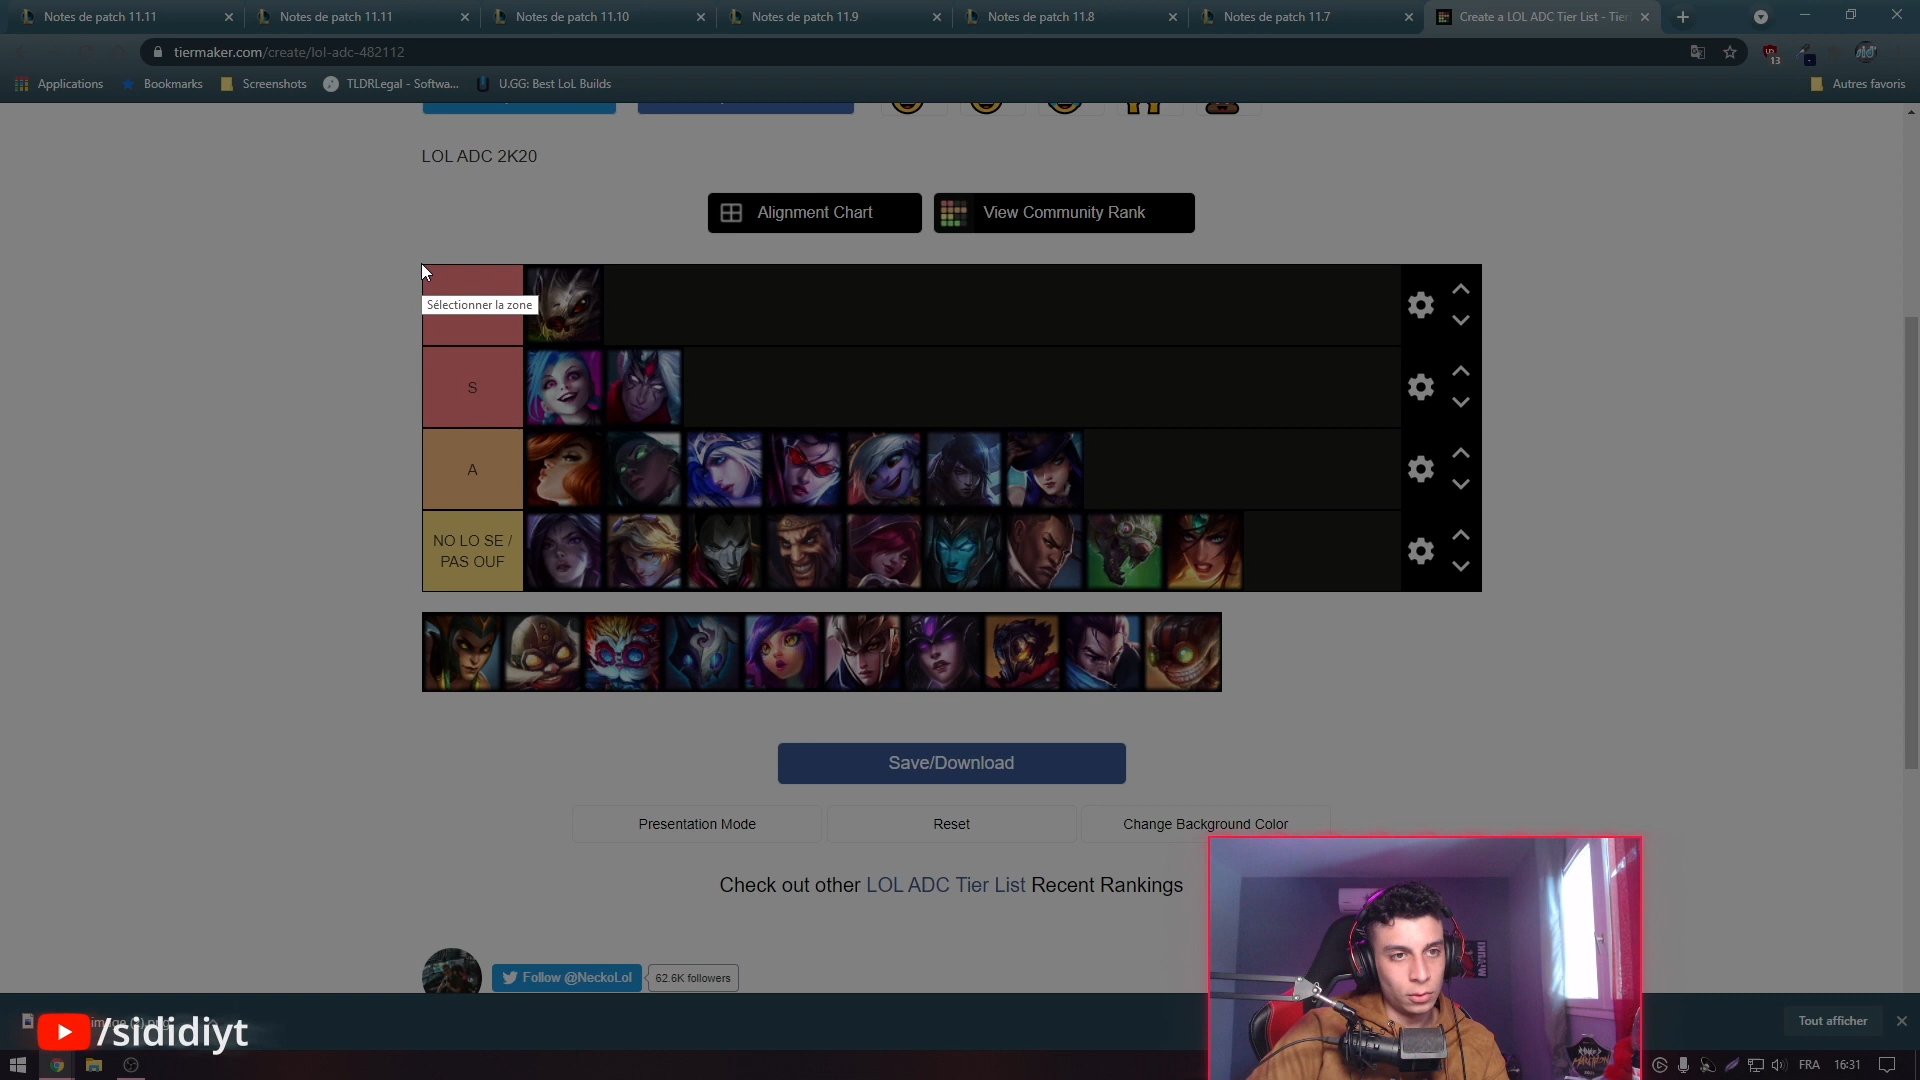 Notes de patch 11.11
Notes de patch 11.11
Notes de patch 11.10
Notes de patch 11.9
Notes de patch 11.8
Notes de patch 11.7
Create a LOL ADC Tier List - Tier
tiermaker.com/create/lol-adc-482112
13
Applications
Bookmarks
Screenshots
TLDRLegal - Softwa...
U.GG: Best LoL Builds
Autres favoris
LOL ADC 2K20
Alignment Chart
View Community Rank
Sélectionner la zone
S
A
NO LO SE /
PAS OUF
Save/Download
Presentation Mode
Reset
Change Background Color
Check out other LOL ADC Tier List Recent Rankings
Follow @NeckoLol
62.6K followers
/sididiyt
Tout afficher
FRA
16:31